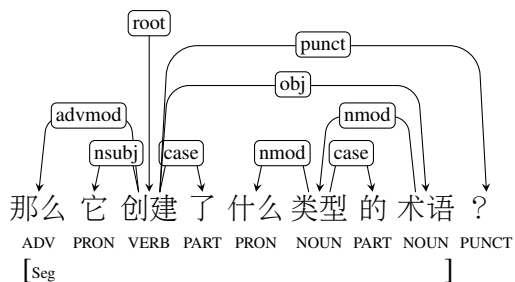 root
punct
obj
advmod nmod
nsubj case nmod case
那么 它 创建 了 什么 类型 的 术语 ？
ADV PRON VERB PART PRON NOUN PART NOUN PUNCT
[Seg ]